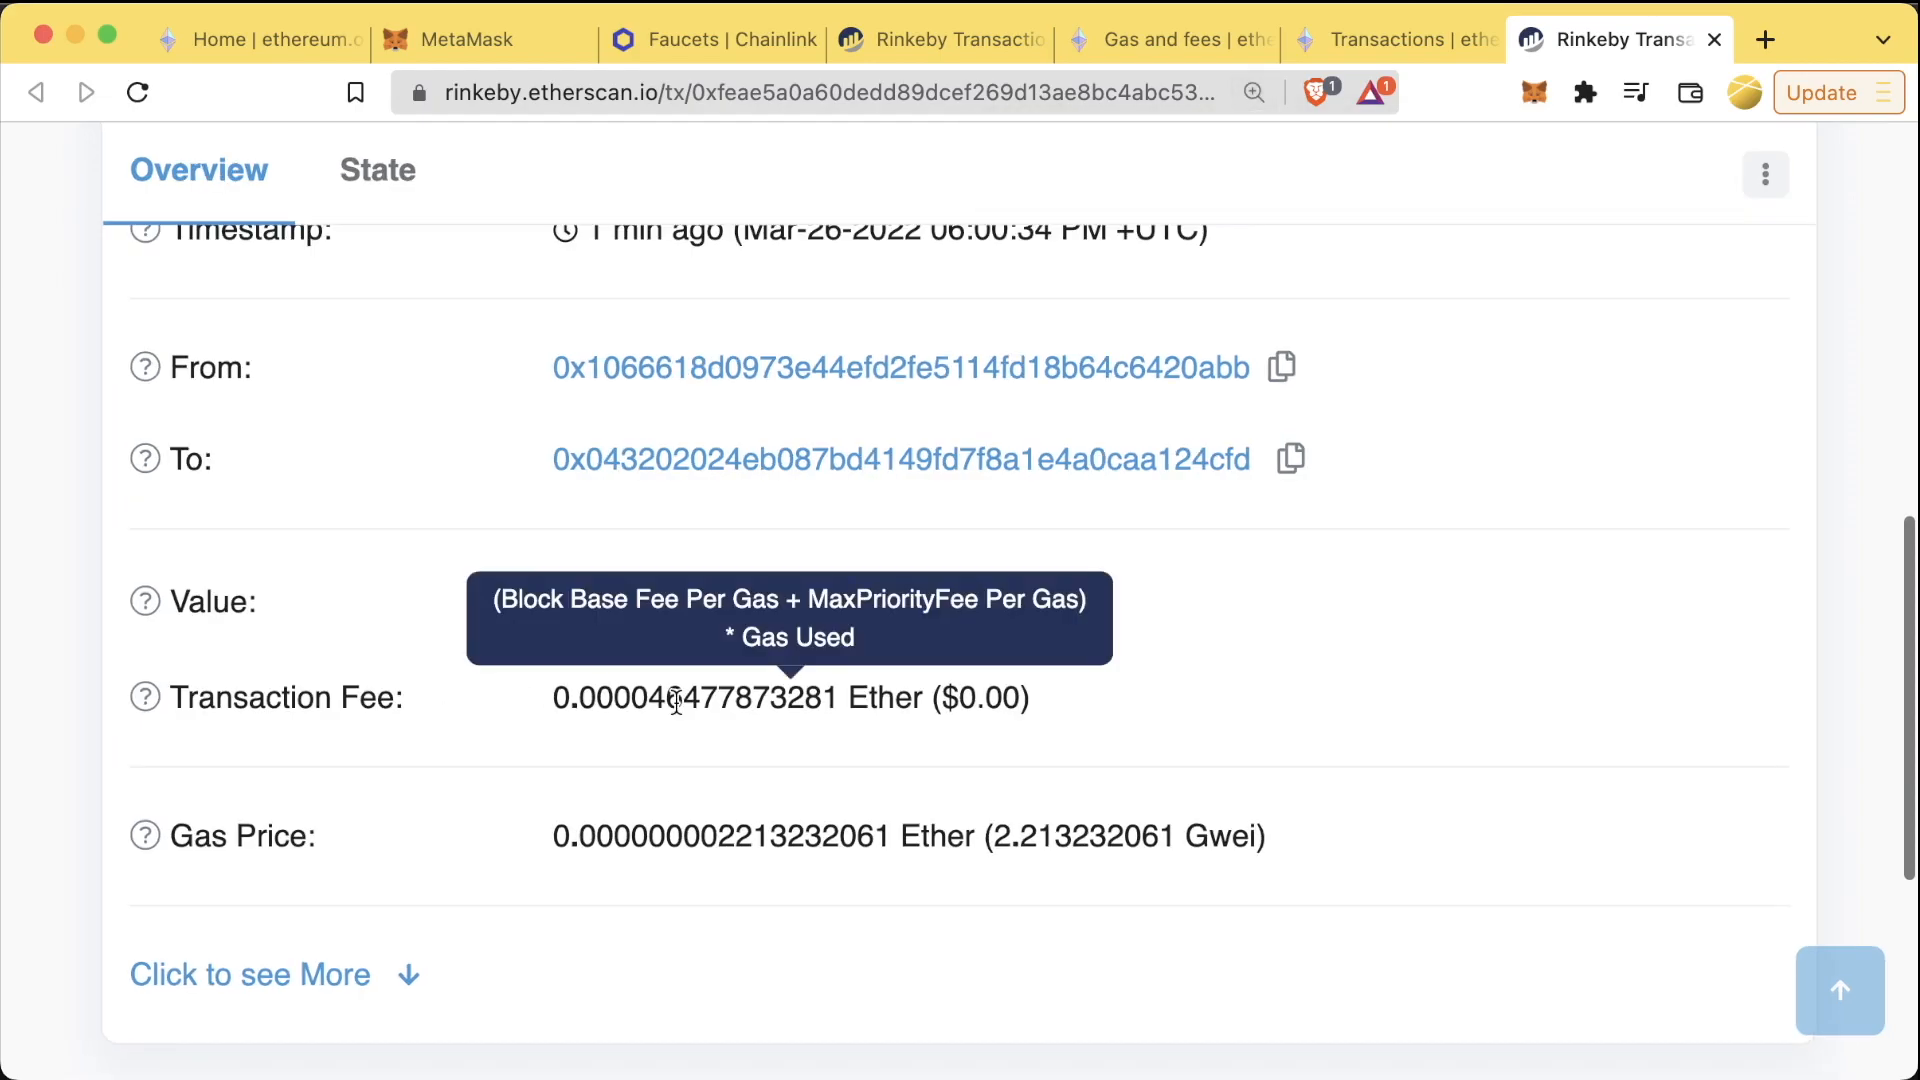 Home | ethereum.o
MetaMask
Faucets | Chainlink
Rinkeby Transactio
Gas and fees | ethe
Transactions | ethe
Rinkeby Transa
rinkeby.etherscan.io/tx/0xfeae5a0a60dedd89dcef269d13ae8bc4abc53...
1
1
Update
Overview
State
Timestamp:
1 min ago (Mar-26-2022 06:00:34 PM +UTC)
From:
0x1066618d0973e44efd2fe5114fd18b64c6420abb
To:
0x043202024eb087bd4149fd7f8a1e4a0caa124cfd
Value:
(Block Base Fee Per Gas + MaxPriorityFee Per Gas)
* Gas Used
Transaction Fee:
0.000046477873281 Ether ($0.00)
Gas Price:
0.000000002213232061 Ether (2.213232061 Gwei)
Click to see More